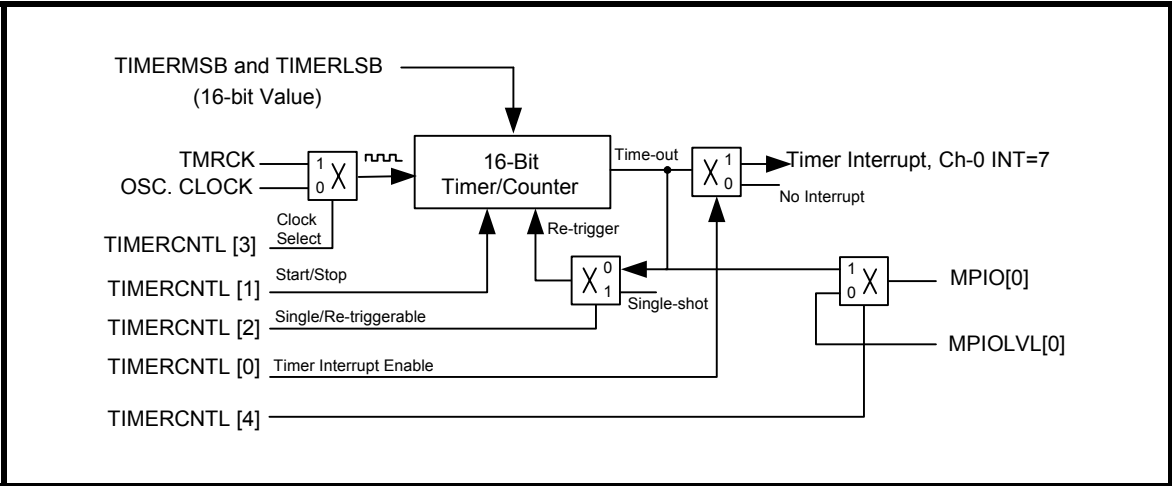 TIMERMSB and TIMERLSB
(16-bit Value)
TMRCK
OSC. CLOCK
1
0
X
16-Bit
Timer/Counter
Time-out
X
1
0
Timer Interrupt, Ch-0 INT=7
No Interrupt
Clock
Select
TIMERCNTL [3]
Re-trigger
TIMERCNTL [1]
Start/Stop
X
0
1
Single-shot
1
0
X
MPIO[0]
TIMERCNTL [2]
Single/Re-triggerable
MPIOLVL[0]
TIMERCNTL [0]
Timer Interrupt Enable
TIMERCNTL [4]